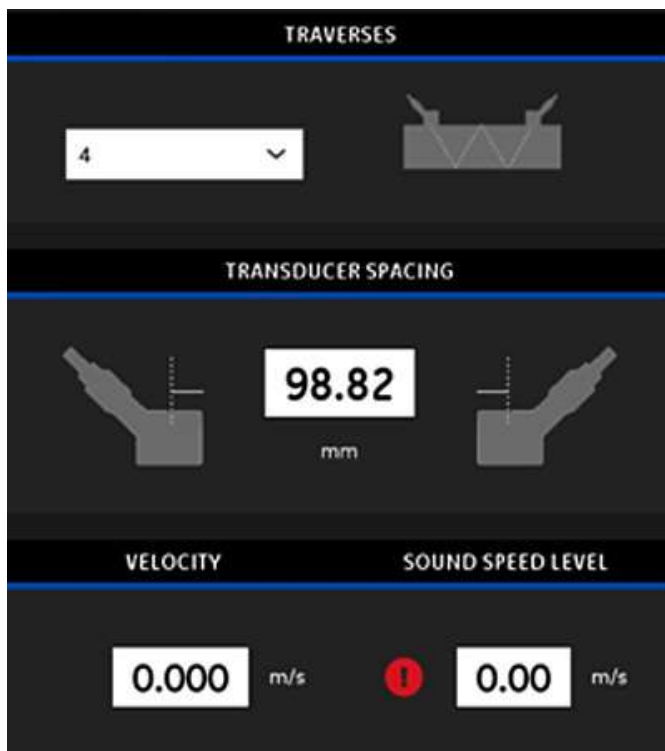 TRAVERSES
4
TRANSDUCER SPACING
98.82
mm
VELOCITY SOUND SPEED LEVEL
0.000 m/s ! 0.00 m/s